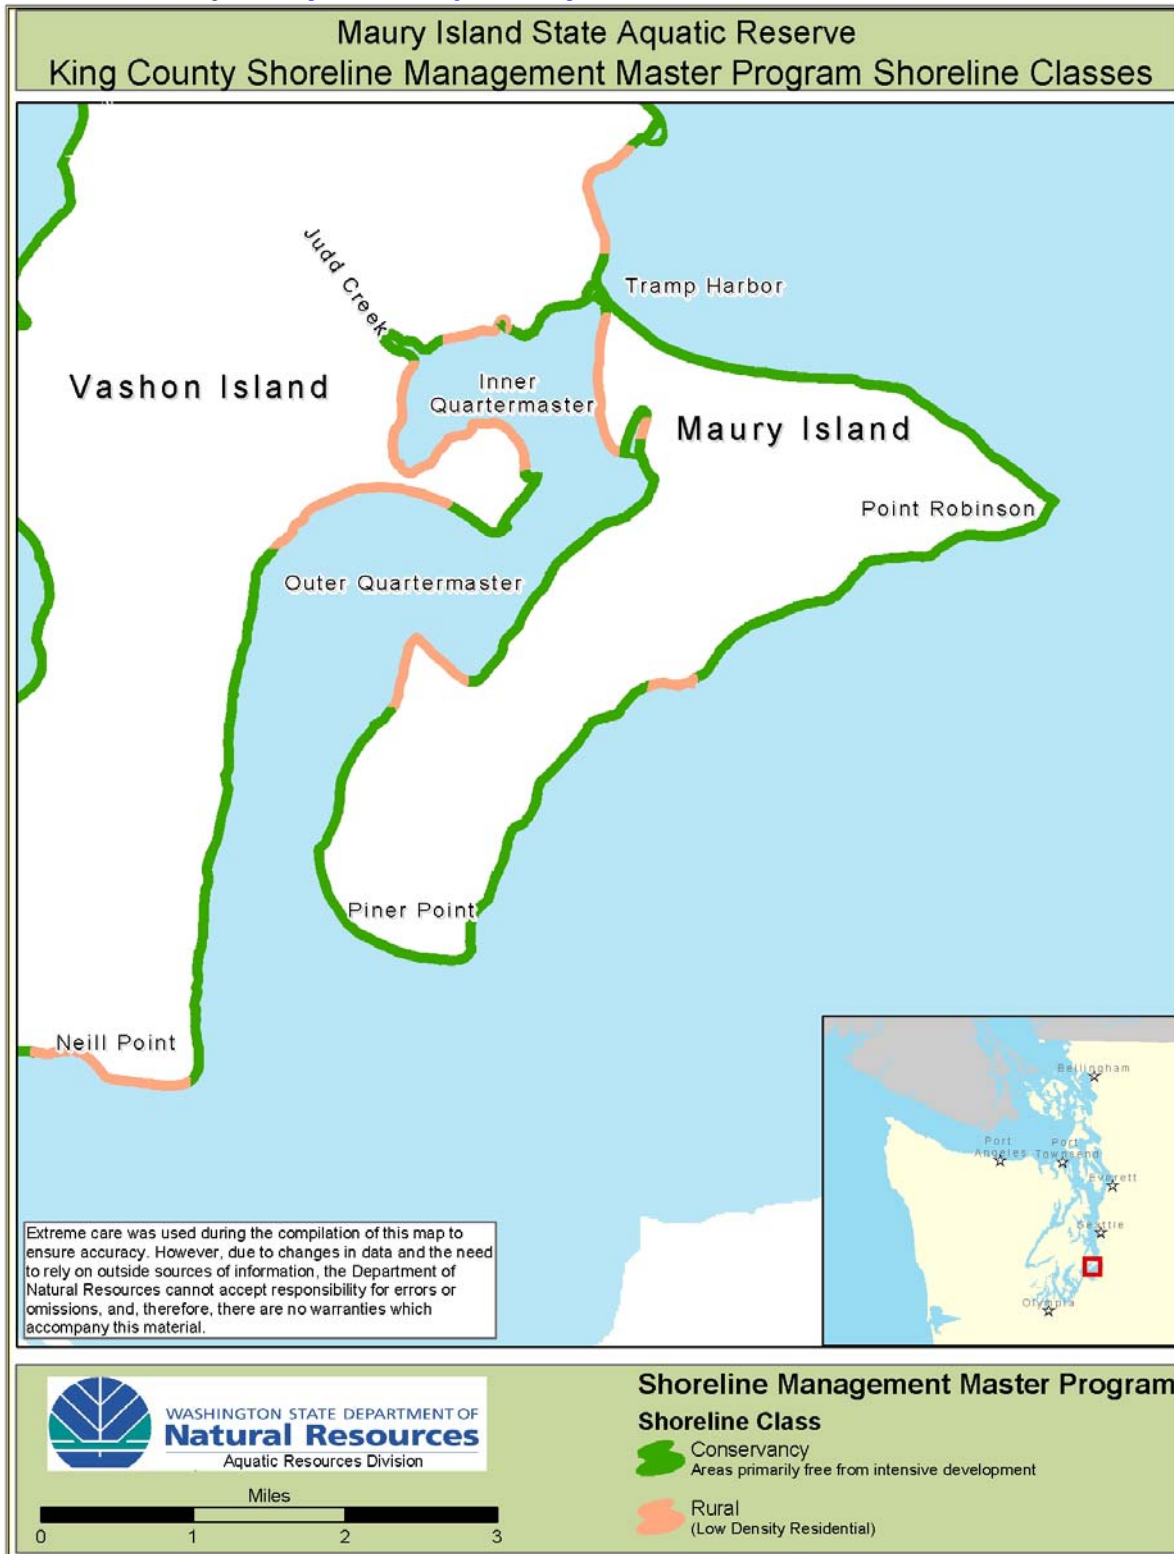 Maury Island State Aquatic Reserve
King County Shoreline Management Master Program Shoreline Classes
Judd Creek
Tramp Harbor
Vashon Island
Inner
Quartermaster
Maury Island
Point Robinson
Outer Quartermaster
Piner Point
Neill Point
Bellingham
Port
Angeles
Port
Townsend
Everett
Seattle
Olympia
Extreme care was used during the compilation of this map to
ensure accuracy. However, due to changes in data and the need
to rely on outside sources of information, the Department of
Natural Resources cannot accept responsibility for errors or
omissions, and, therefore, there are no warranties which
accompany this material.
WASHINGTON STATE DEPARTMENT OF
Natural Resources
Aquatic Resources Division
Miles
0 1 2 3
Shoreline Management Master Program
Shoreline Class
Conservancy
Areas primarily free from intensive development
Rural
(Low Density Residential)